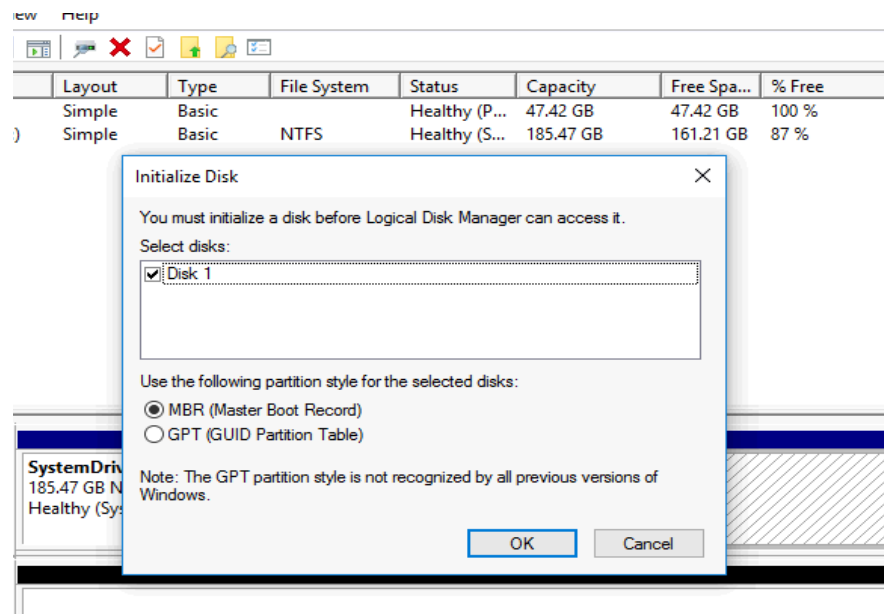 Help
Layout Type File System Status Capacity Free Spa... % Free
Simple Basic Healthy (P... 47.42 GB 47.42 GB 100 %
) Simple Basic NTFS Healthy (S... 185.47 GB 161.21 GB 87 %
Initialize Disk
You must initialize a disk before Logical Disk Manager can access it.
Select disks:
Disk 1
Use the following partition style for the selected disks:
MBR (Master Boot Record)
GPT (GUID Partition Table)
Note: The GPT partition style is not recognized by all previous versions of
Windows.
OK Cancel
SystemDriv
185.47 GB N
Healthy (Sys